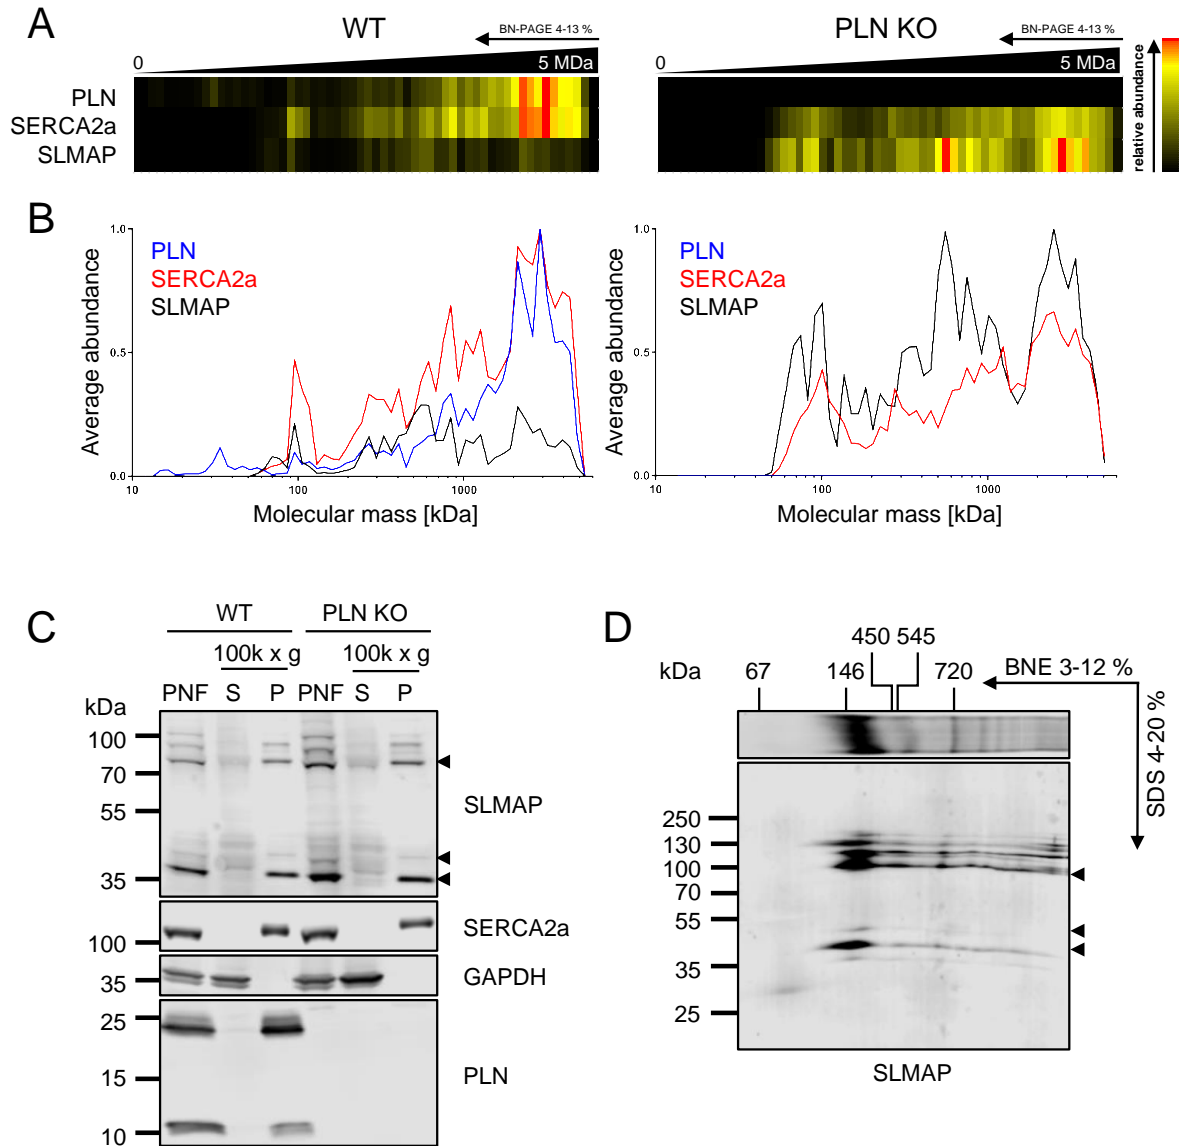 A
WT
PLN KO
BN-PAGE 4-13 %
BN-PAGE 4-13 %
0
5 MDa
0
5 MDa
relative abundance
PLN
SERCA2a
SLMAP
B
1.0
0.5
0.0
Average abundance
PLN
SERCA2a
SLMAP
10
100
1000
Molecular mass [kDa]
1.0
0.5
0.0
Average abundance
PLN
SERCA2a
SLMAP
10
100
1000
Molecular mass [kDa]
C
WT
PLN KO
100k x g
100k x g
PNF
S
P
PNF
S
P
kDa
100
70
55
35
SLMAP
100
SERCA2a
35
GAPDH
25
15
10
PLN
D
450
545
kDa
67
146
720
BNE 3-12 %
SDS 4-20 %
250
130
100
70
55
35
25
SLMAP